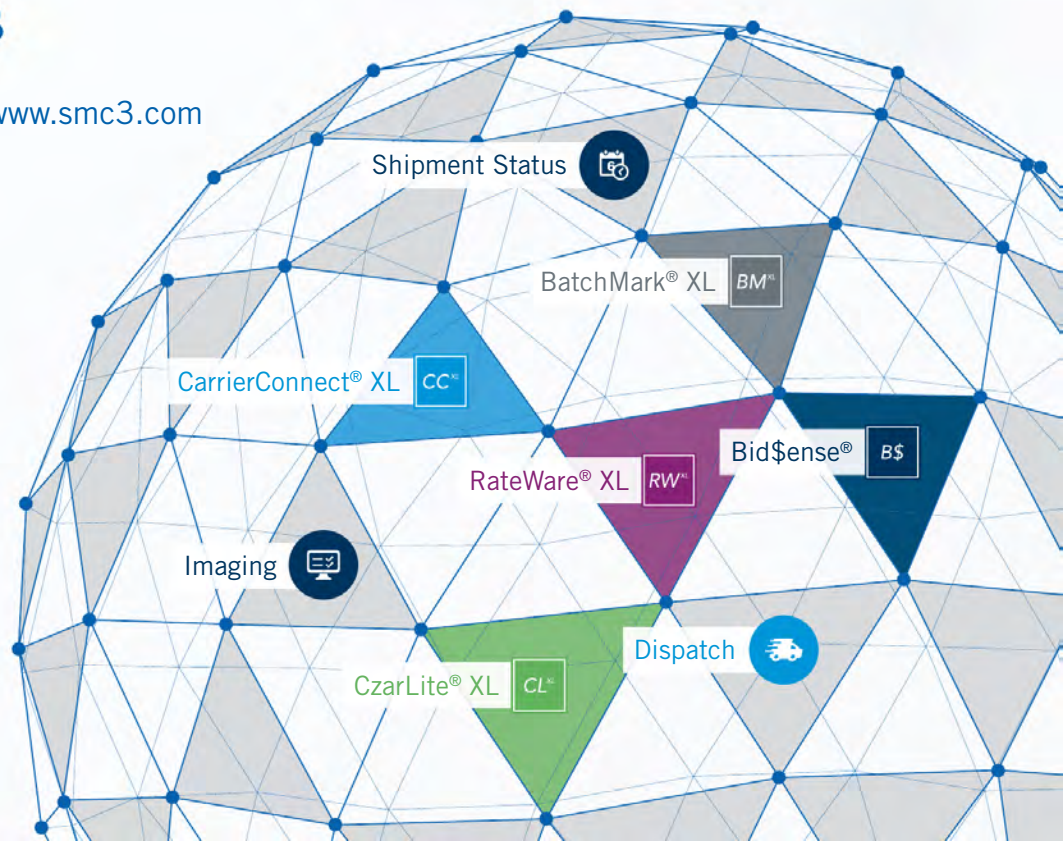 www.smc3.com
Shipment Status
6
BatchMark® XL
BM XL
CarrierConnect® XL
CC XL
Bid$ense®
B$
RateWare® XL
RW XL
Imaging
Dispatch
CzarLite® XL
CL XL